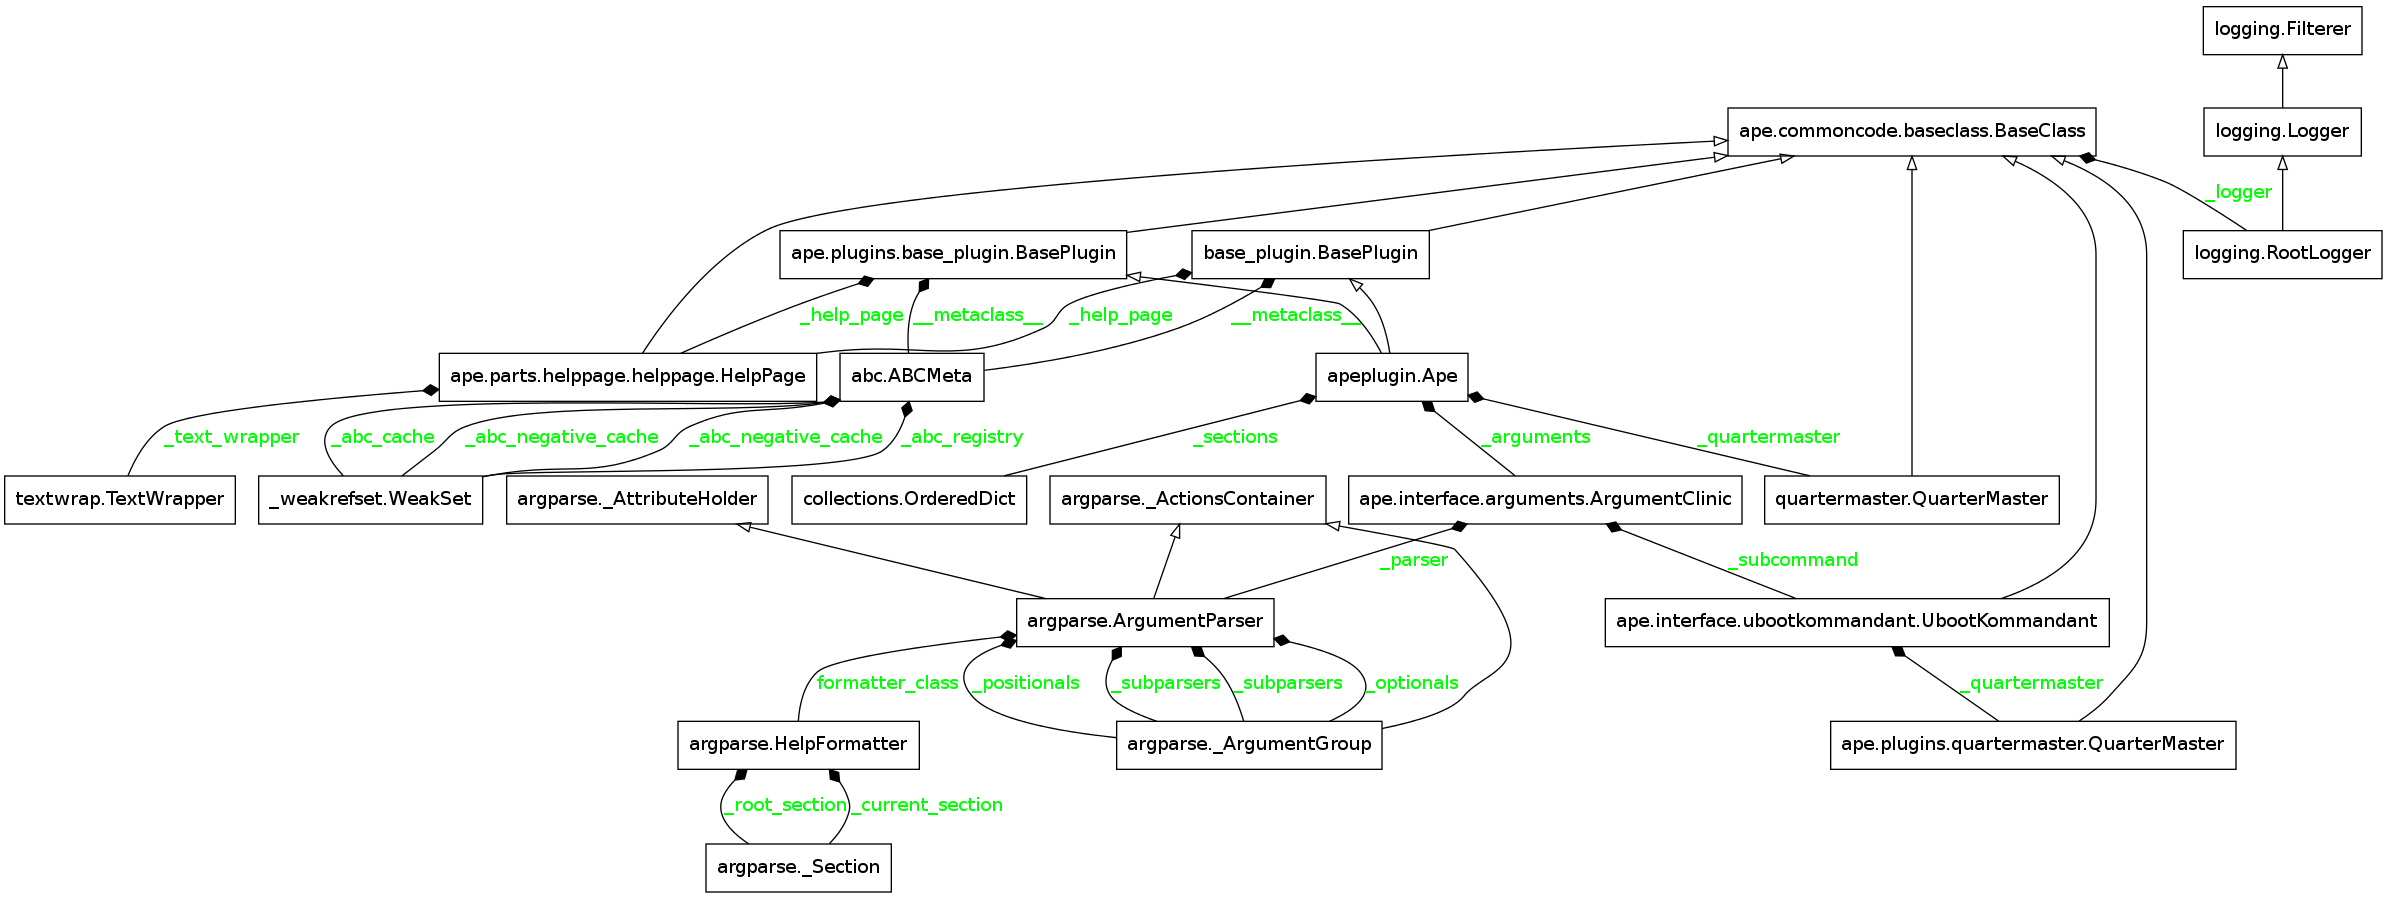 logging.Filterer
ape.commoncode.baseclass.BaseClass
logging.Logger
_logger
ape.plugins.base_plugin.BasePlugin
base_plugin.BasePlugin
logging.RootLogger
_help_page
__metaclass__
_help_page
__metaclass__
ape.parts.helppage.helppage.HelpPage
abc.ABCMeta
apeplugin.Ape
_text_wrapper
_abc_cache
_abc_negative_cache
_abc_negative_cache
_abc_registry
_sections
_arguments
_quartermaster
textwrap.TextWrapper
_weakrefset.WeakSet
argparse._AttributeHolder
collections.OrderedDict
argparse._ActionsContainer
ape.interface.arguments.ArgumentClinic
quartermaster.QuarterMaster
_parser
_subcommand
argparse.ArgumentParser
ape.interface.ubootkommandant.UbootKommandant
formatter_class
_positionals
_subparsers
_subparsers
_optionals
_quartermaster
argparse.HelpFormatter
argparse._ArgumentGroup
ape.plugins.quartermaster.QuarterMaster
_root_section
_current_section
argparse._Section